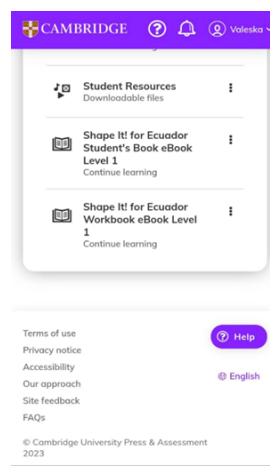 CAMBRIDGE
Valeska
Student Resources
Downloadable files
Shape It! for Ecuador
Student's Book eBook
Level 1
Continue learning
Shape It! for Ecuador
Workbook eBook Level
1
Continue learning
Terms of use
Help
Privacy notice
Accessibility
English
Our approach
Site feedback
FAQs
© Cambridge University Press & Assessment
2023